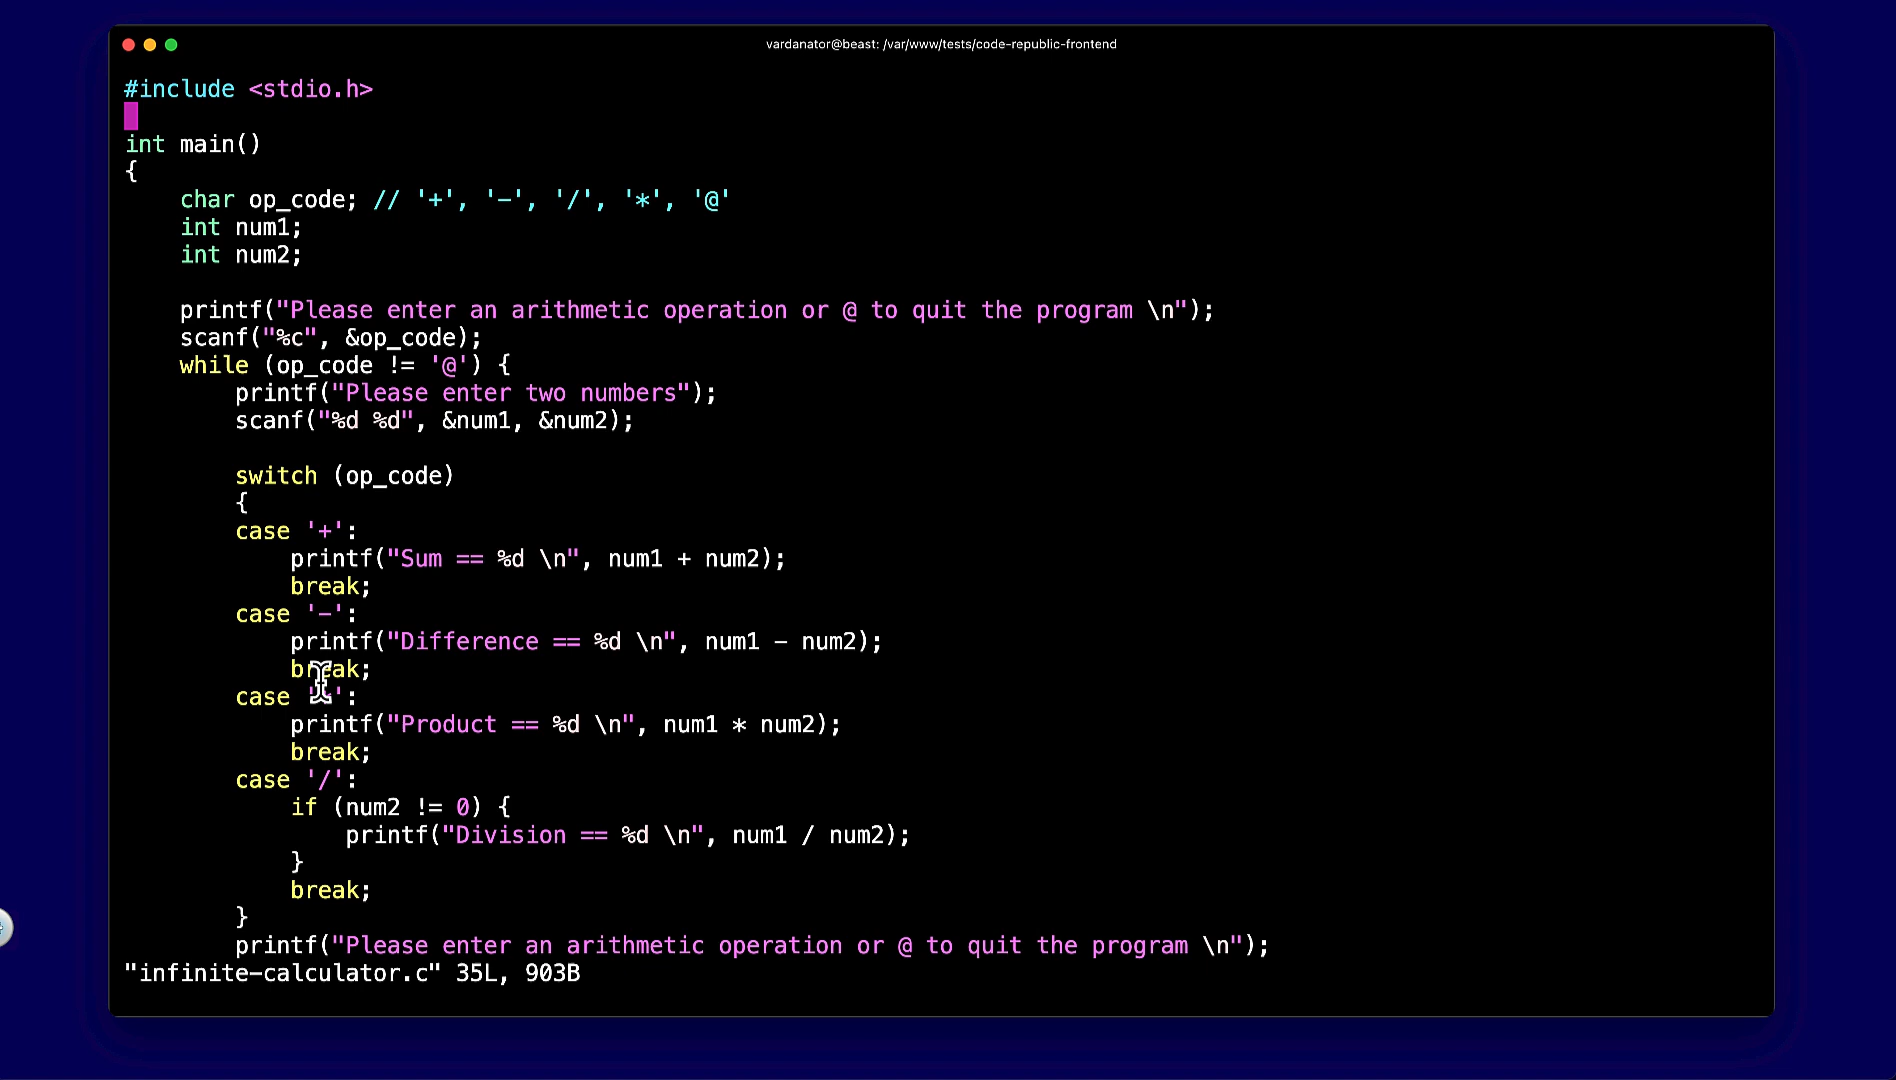 vardanator@beast: /var/www/tests/code-republic-frontend
#include <stdio.h>
int main()
{
    char op_code; // '+', '-', '/', '*', '@'
    int num1;
    int num2;
    printf("Please enter an arithmetic operation or @ to quit the program \n");
    scanf("%c", &op_code);
    while (op_code != '@') {
        printf("Please enter two numbers");
        scanf("%d %d", &num1, &num2);
        switch (op_code)
        {
        case '+':
            printf("Sum == %d \n", num1 + num2);
            break;
        case '-':
            printf("Difference == %d \n", num1 - num2);
            break;
        case '*':
            printf("Product == %d \n", num1 * num2);
            break;
        case '/':
            if (num2 != 0) {
                printf("Division == %d \n", num1 / num2);
            }
            break;
        }
        printf("Please enter an arithmetic operation or @ to quit the program \n");
"infinite-calculator.c" 35L, 903B